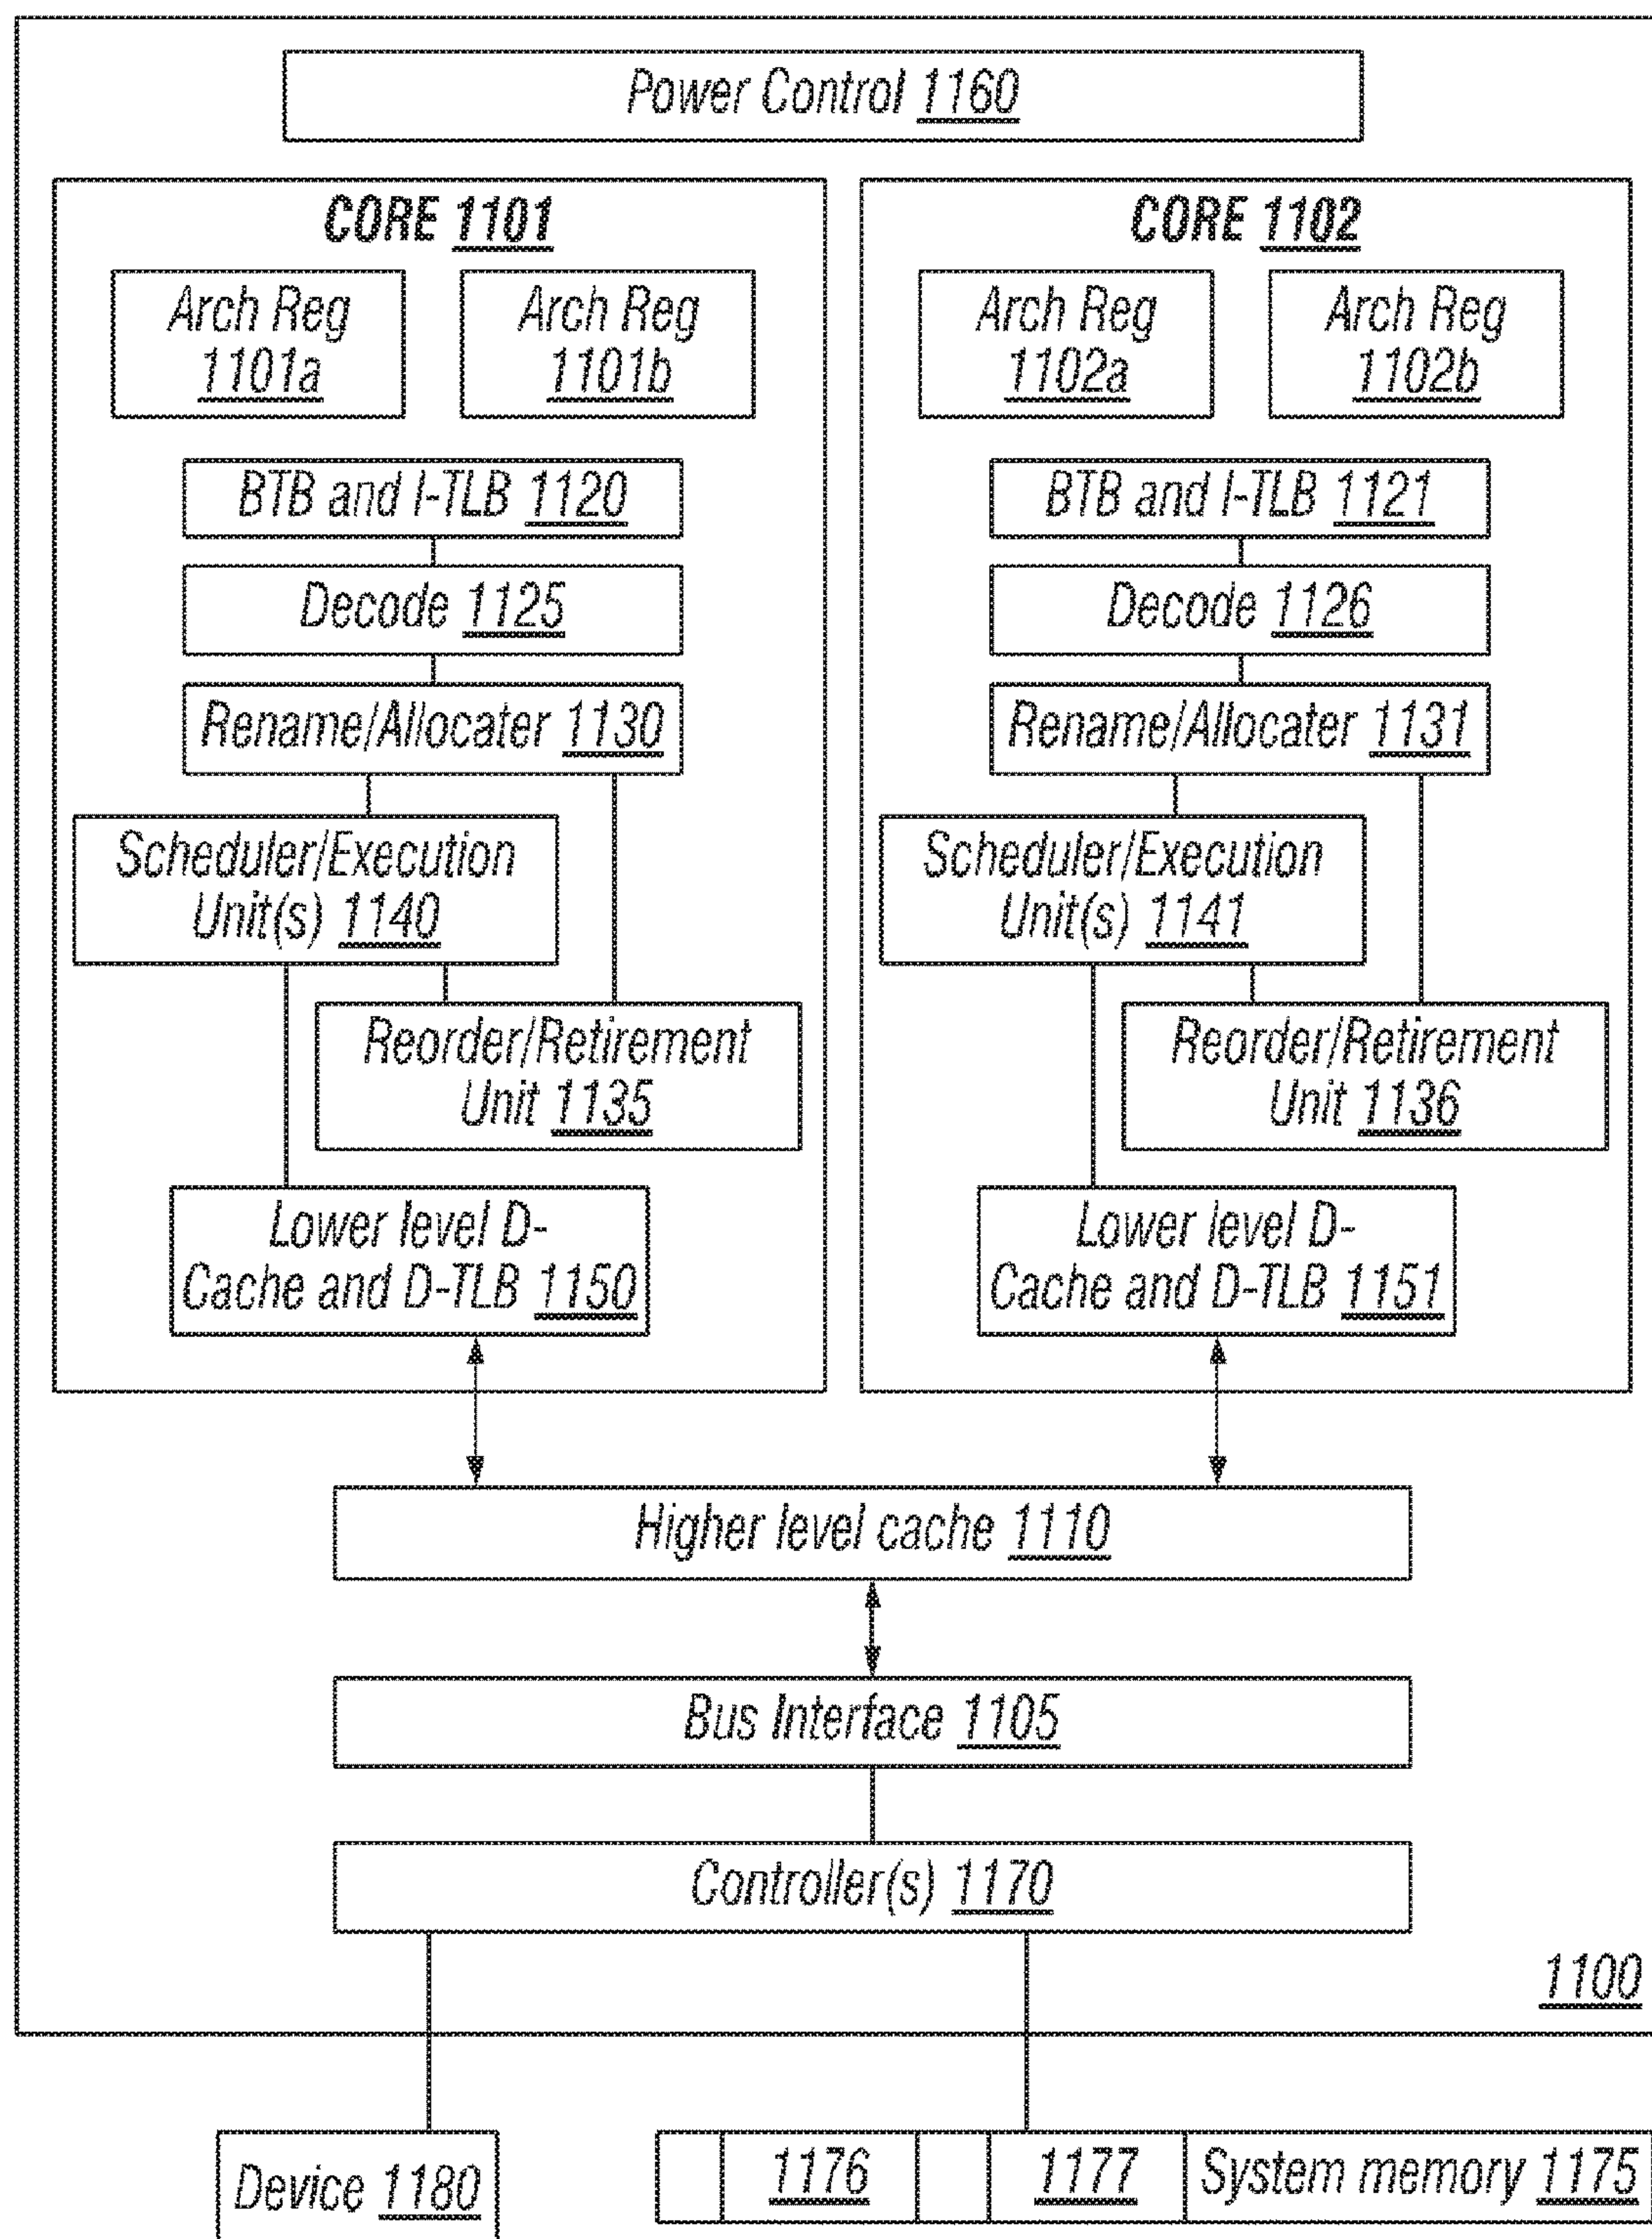 Power Control 1160
CORE 1101
Arch Reg
1101a
Arch Reg
1101b
BTB and I-TLB 1120
Decode 1125
Rename/Allocater 1130
Scheduler/Execution
Unit(s) 1140
Reorder/Retirement
Unit 1135
Lower level D-
Cache and D-TLB 1150
CORE 1102
Arch Reg
1102a
Arch Reg
1102b
BTB and I-TLB 1121
Decode 1126
Rename/Allocater 1131
Scheduler/Execution
Unit(s) 1141
Reorder/Retirement
Unit 1136
Lower level D-
Cache and D-TLB 1151
Higher level cache 1110
Bus Interface 1105
Controller(s) 1170
1100
Device 1180
1176
1177
System memory 1175